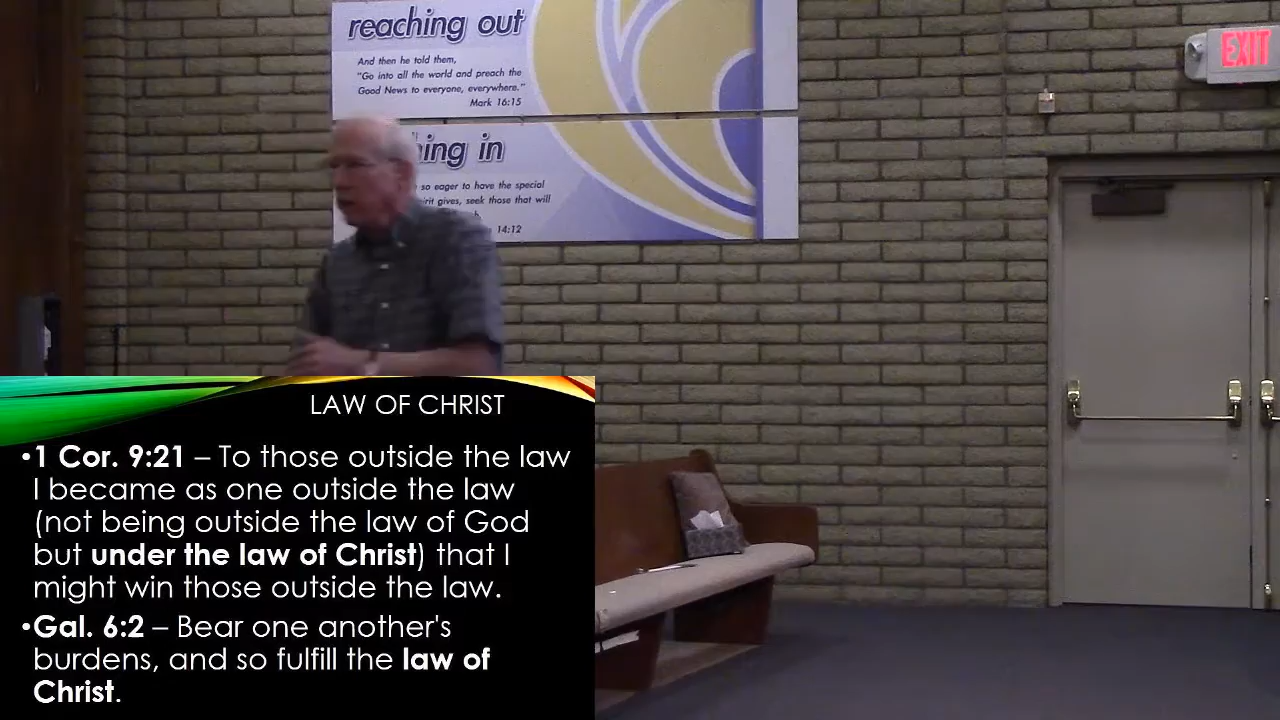 reaching out
And then he told them,
"Go into all the world and preach the
Good News to everyone, everywhere."
Mark 16:15
EXIT
in
so eager to have the special
gives, seek those that will
14:12
LAW OF CHRIST
•1 Cor. 9:21 – To those outside the law
I became as one outside the law
(not being outside the law of God
but under the law of Christ) that I
might win those outside the law.
•Gal. 6:2 – Bear one another's
burdens, and so fulfill the law of
Christ.